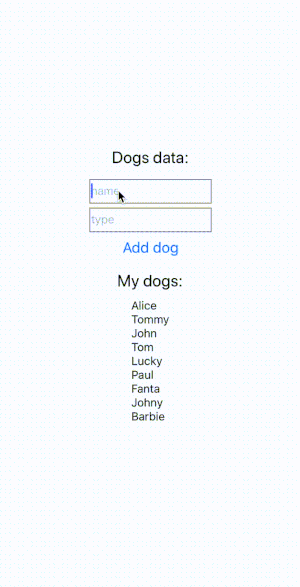 Dogs data:
name
type
Add dog
My dogs:
Alice
Tommy
John
Tom
Lucky
Paul
Fanta
Johny
Barbie